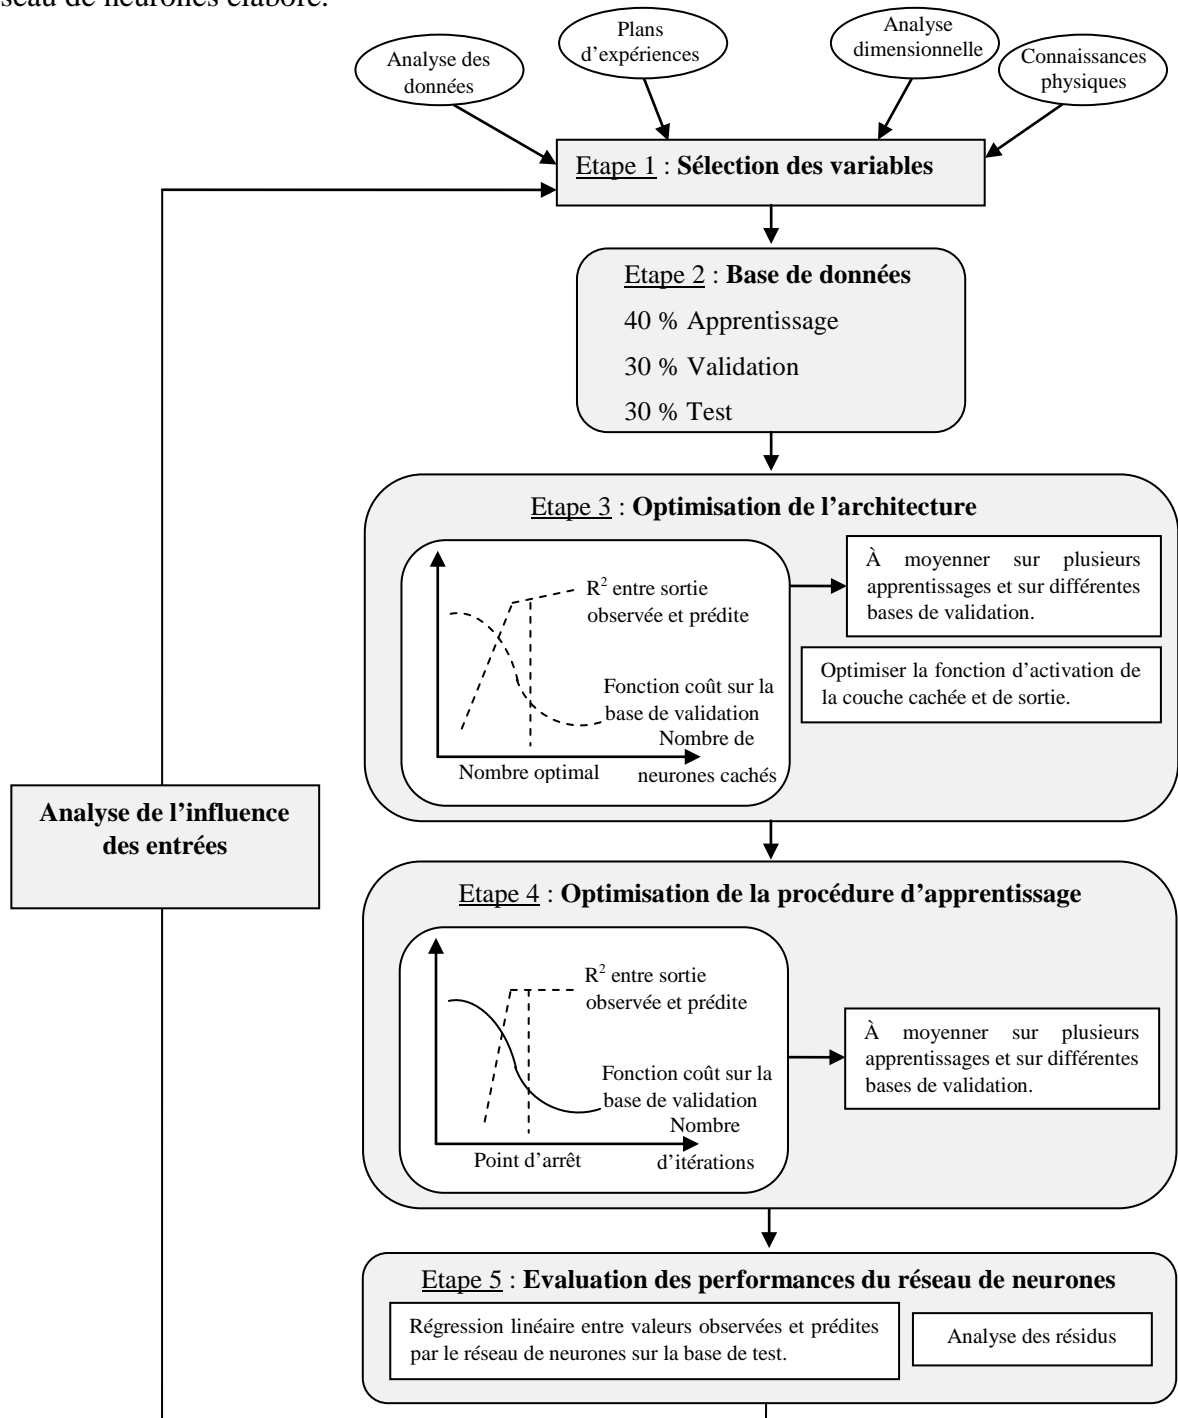 seau de neurones élaboré.
Analyse des
données
Plans
d'expériences
Analyse
dimensionnelle
Connaissances
physiques
Etape 1 : Sélection des variables
Etape 2 : Base de données
40 % Apprentissage
30 % Validation
30 % Test
Etape 3 : Optimisation de l'architecture
R² entre sortie
observée et prédite
Fonction coût sur la
base de validation
Nombre de
neurones cachés
Nombre optimal
À moyenner sur plusieurs
apprentissages et sur différentes
bases de validation.
Optimiser la fonction d'activation de
la couche cachée et de sortie.
Analyse de l'influence
des entrées
Etape 4 : Optimisation de la procédure d'apprentissage
R² entre sortie
observée et prédite
Fonction coût sur la
base de validation
Nombre
d'itérations
Point d'arrêt
À moyenner sur plusieurs
apprentissages et sur différentes
bases de validation.
Etape 5 : Evaluation des performances du réseau de neurones
Régression linéaire entre valeurs observées et prédites
par le réseau de neurones sur la base de test.
Analyse des résidus